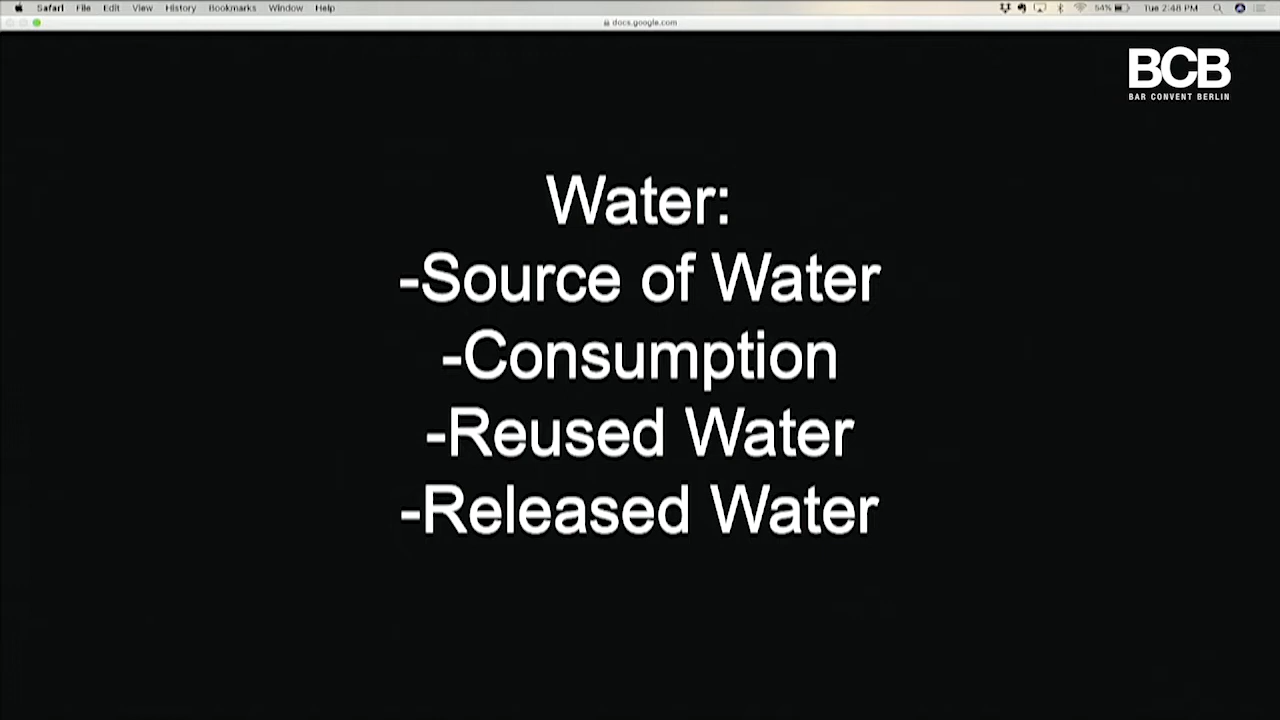 Safari File Edit View History Bookmarks Window Help 54% Tue 2:48 PM
docs.google.com
BCB
BAR CONVENT BERLIN
Water:
-Source of Water
-Consumption
-Reused Water
-Released Water